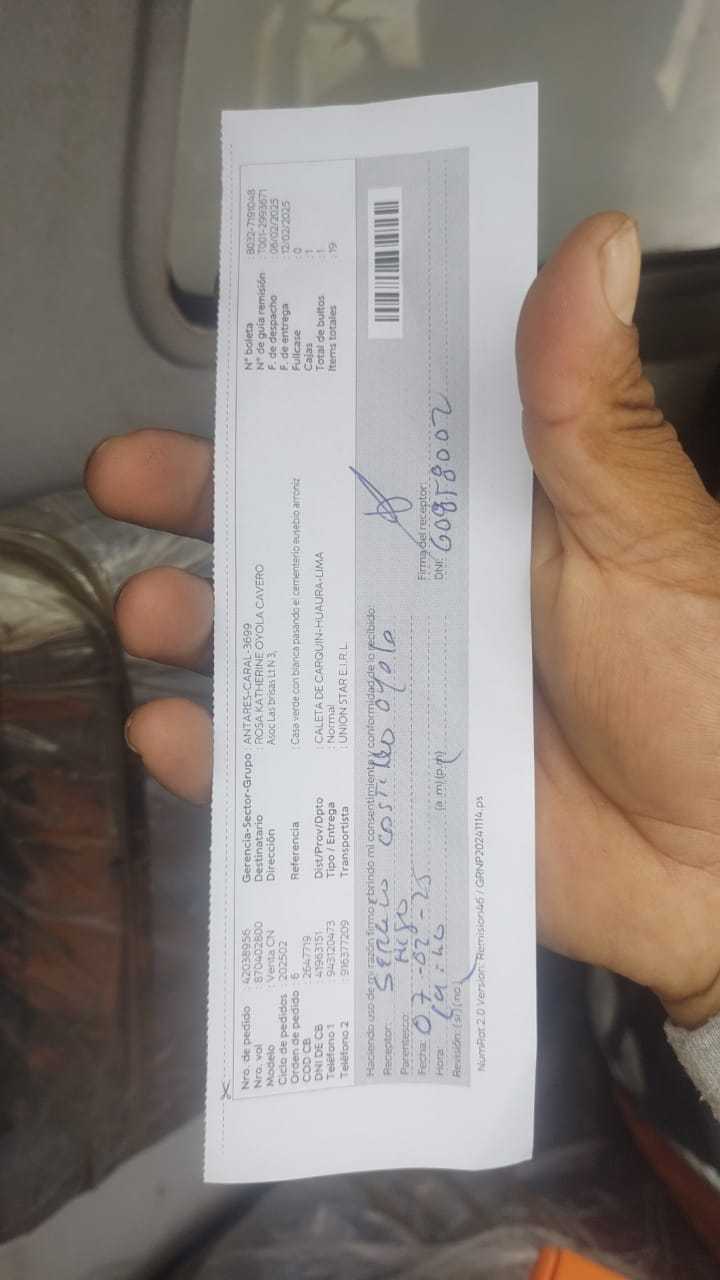 Nro. de pedido : 42038956
Nro. vol : 870402800
Modelo : Venta CN
Ciclo de pedidos : 202502
Orden de pedido : 6
COD CB : 2647719
DNI DE CB : 41963151
Teléfono 1 : 943120473
Teléfono 2 : 916377209
Gerencia-Sector-Grupo : ANTARES-CARAL-3699
Destinatario : ROSA KATHERINE OYOLA CAVERO
Dirección : Asoc Las brisas Lt N 3,
Referencia : Casa verde con blanca pasando el cementerio eusebio arroniz
Dist/Prov/Dpto : CALETA DE CARQUIN-HUAURA-LIMA
Tipo / Entrega : Normal
Transportista : UNION STAR E.I.R.L
N° boleta : B032-7191048
N° de guía remisión : T001-2993671
F. de despacho : 06/02/2025
F. de entrega : 12/02/2025
Fullcase : 0
Cajas : 1
Total de bultos : 1
Items totales : 19
Haciendo uso de mi razón firmo y brindo mi consentimiento y conformidad de lo recibido:
Receptor: Sergio Costilla Oyola
Parentesco: Hijo
Fecha: 07-02-25
Hora: (a.m) (p.m)
Revisión: (si) (no)
Firma del receptor:
DNI: 60958002
NumRot 2.0 Version: Remision46 / GRNP20241114.ps